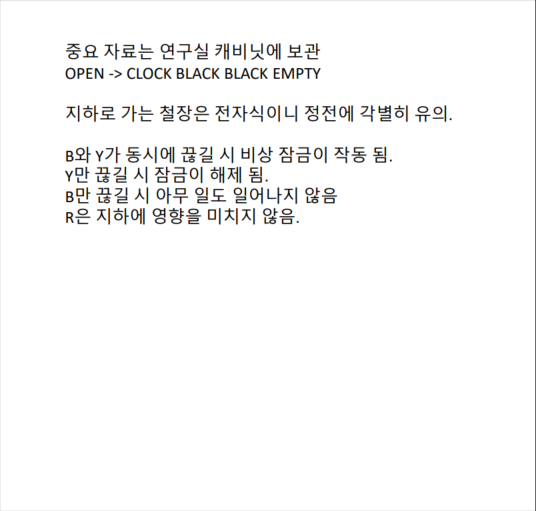 중요 자료는 연구실 캐비닛에 보관
OPEN -> CLOCK BLACK BLACK EMPTY
지하로 가는 철장은 전자식이니 정전에 각별히 유의.
B와 Y가 동시에 끊길 시 비상 잠금이 작동 됨.
Y만 끊길 시 잠금이 해제 됨.
B만 끊길 시 아무 일도 일어나지 않음
R은 지하에 영향을 미치지 않음.